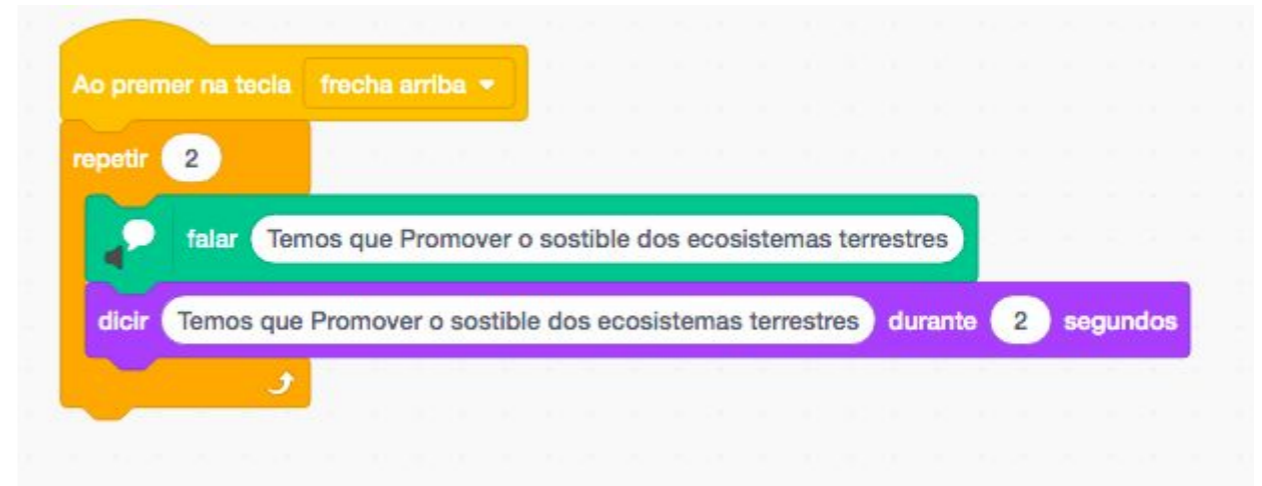 Ao premer na tecla frecha arriba
repetir 2
falar Temos que Promover o sostible dos ecosistemas terrestres
dicir Temos que Promover o sostible dos ecosistemas terrestres durante 2 segundos